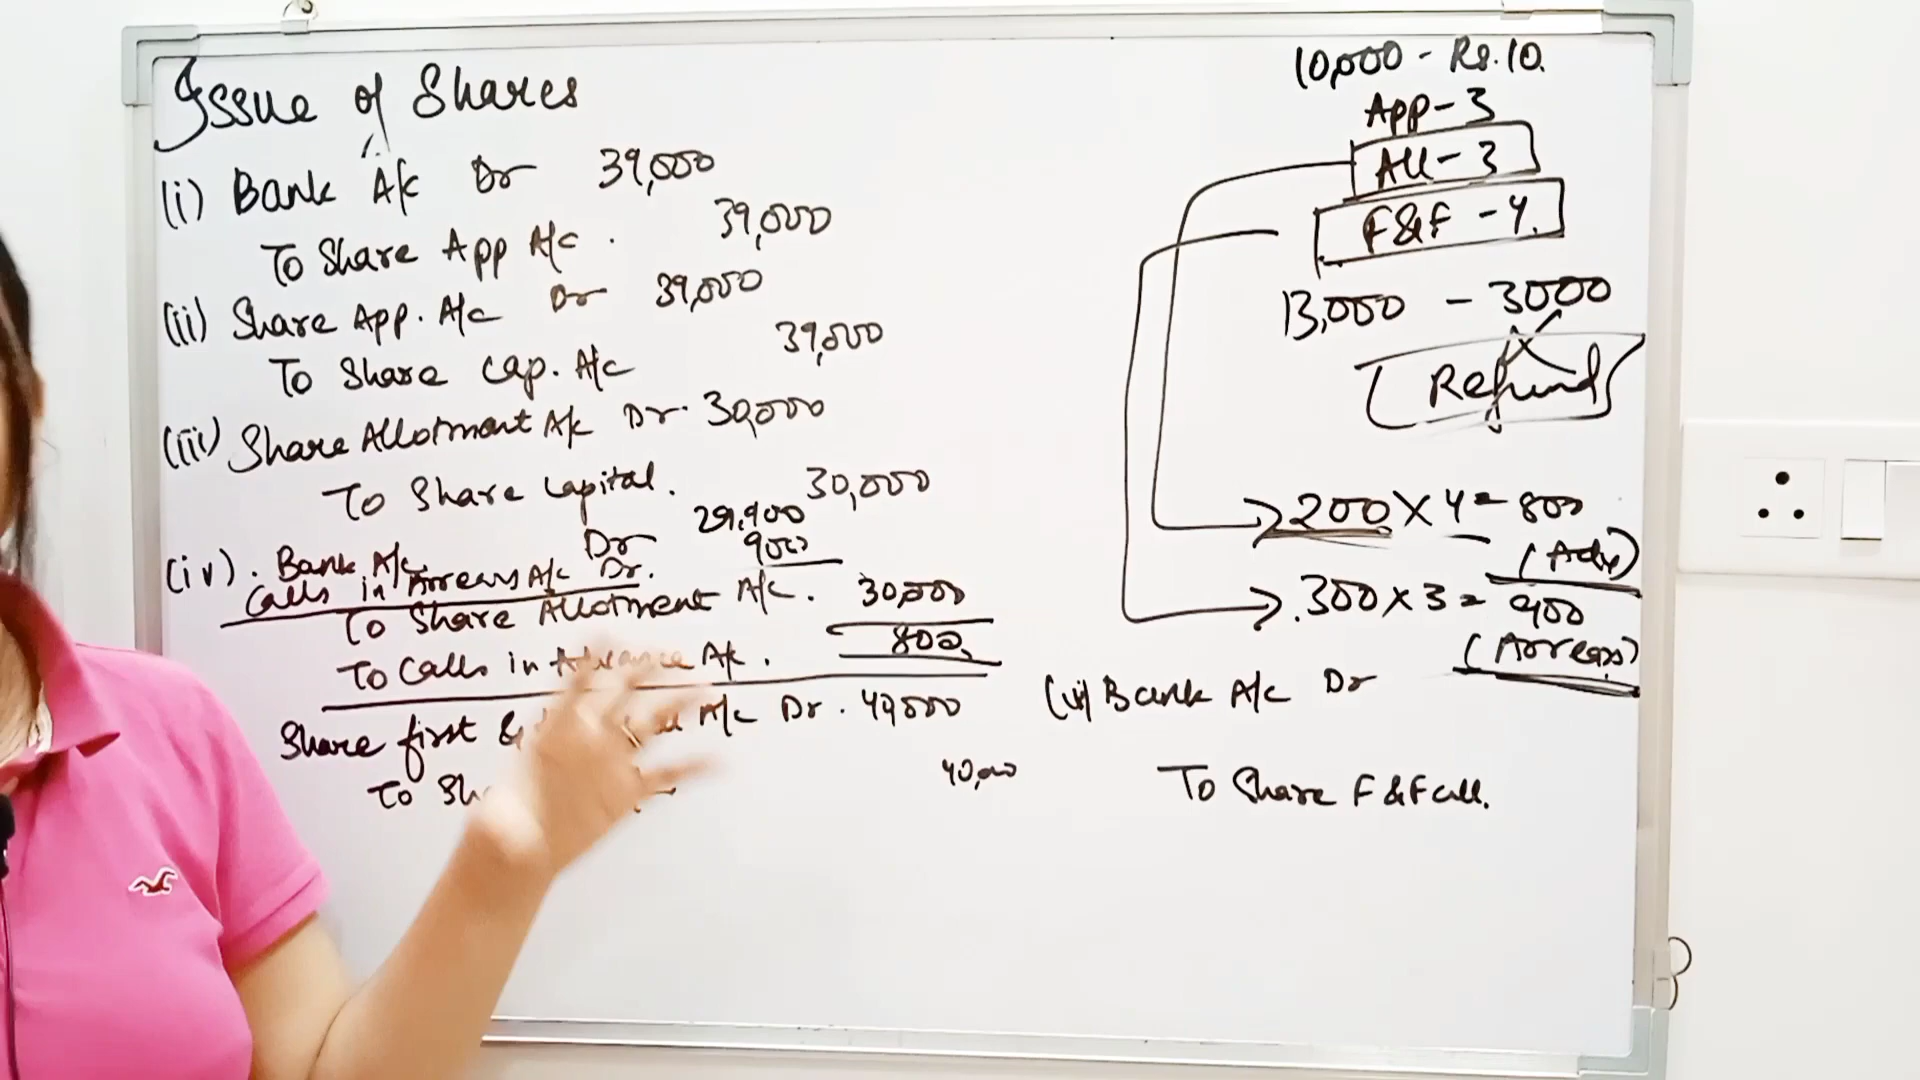 Issue of Shares
(i) Bank A/c Dr 39,000
To Share App A/c . 39,000
(ii) Share App. A/c Dr 39,000
To Share Cap. A/c 39,000
(iii) Share Allotment A/c Dr. 30,000
To Share Capital. 30,000
(iv). Bank A/c Dr 29,900
Calls in Arrears A/c Dr. 900
To Share Allotment A/c. 30,000
To Calls in Advance A/c. 800
Share first & A/c Dr. 40,000
To Sh 40,000
10,000 - Rs.10.
App - 3
All - 3
F&F - 4.
13,000 - 3000
Refund
200 X 4 = 800
(Adv)
.300 X 3 = 900
(Arrears)
Bank A/c Dr
To Share F & F call.